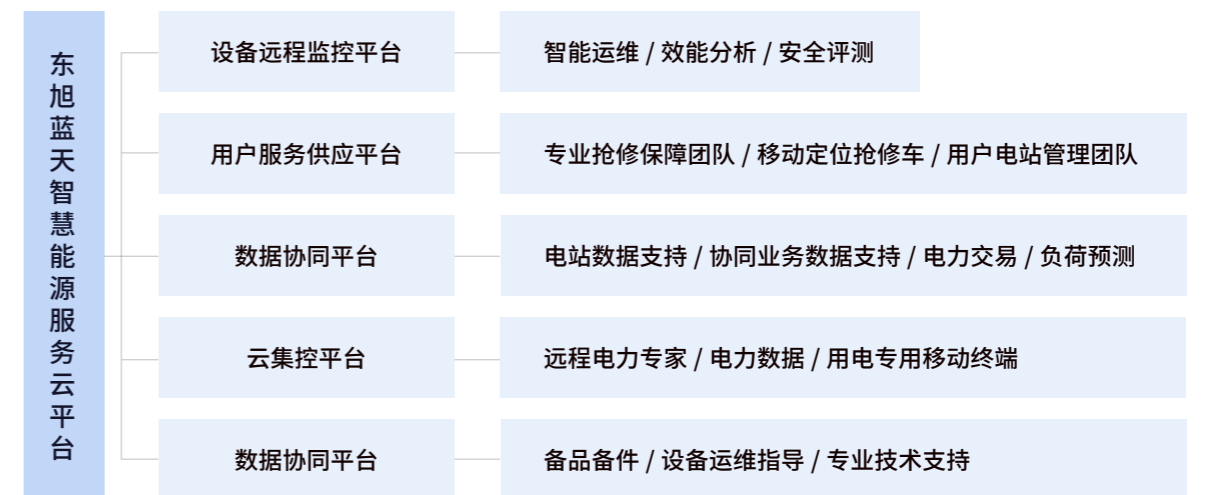 东旭蓝天智慧能源服务云平台
设备远程监控平台
智能运维 / 效能分析 / 安全评测
用户服务供应平台
专业抢修保障团队 / 移动定位抢修车 / 用户电站管理团队
数据协同平台
电站数据支持 / 协同业务数据支持 / 电力交易 / 负荷预测
云集控平台
远程电力专家 / 电力数据 / 用电专用移动终端
数据协同平台
备品备件 / 设备运维指导 / 专业技术支持